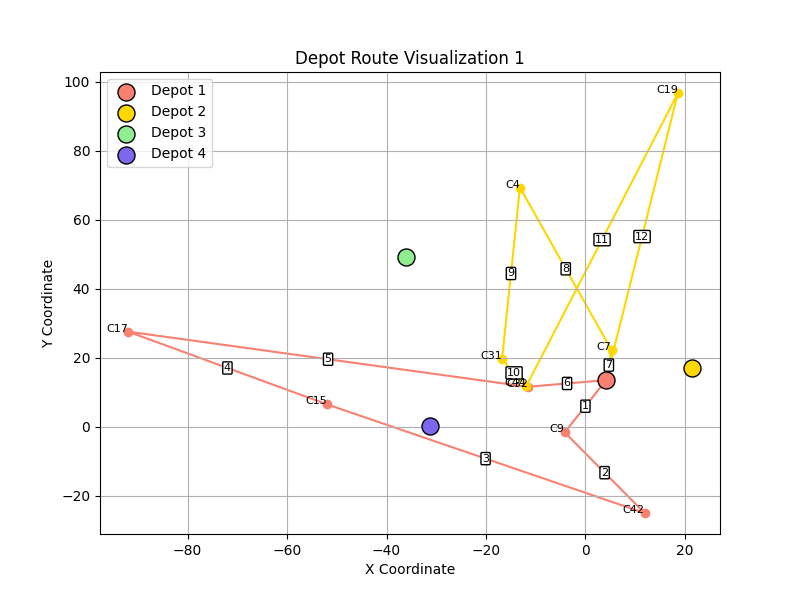 Depot Route Visualization 1
Depot 1
Depot 2
Depot 3
Depot 4
Y Coordinate
100
80
60
40
20
0
−20
C19
C4
11
12
8
9
C17
C31
C7
5
4
7
10
6
C15
1
C9
3
2
C42
−80
−60
−40
−20
0
20
X Coordinate